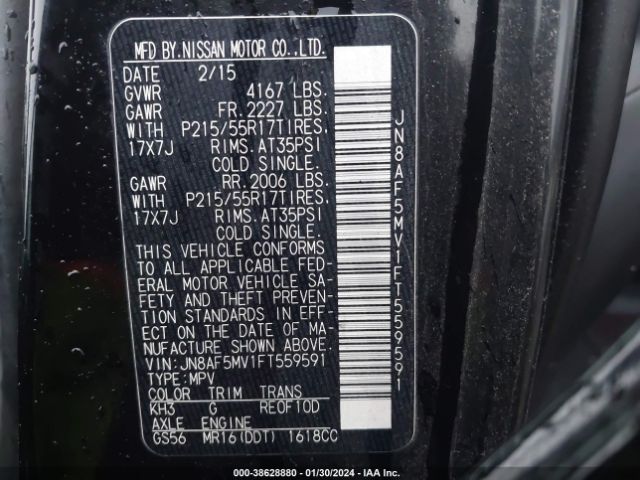 MFD BY.NISSAN MOTOR CO.,LTD.
DATE 2/15
GVWR 4167 LBS.
GAWR FR.2227 LBS.
WITH P215/55R17TIRES.
17X7J RIMS.AT35PSI
COLD SINGLE.
GAWR RR.2006 LBS.
WITH P215/55R17TIRES.
17X7J RIMS.AT35PSI
COLD SINGLE.
THIS VEHICLE CONFORMS
TO ALL APPLICABLE FED-
ERAL MOTOR VEHICLE SA-
FETY AND THEFT PREVEN-
TION STANDARDS IN EFF-
ECT ON THE DATE OF MA-
NUFACTURE SHOWN ABOVE.
VIN:JN8AF5MV1FT559591
TYPE:MPV
COLOR TRIM TRANS
KH3 G RE0F10D
AXLE ENGINE
GS56 MR16(DDT) 1618CC
JN8AF5MV1FT559591
000-38628880 - 01/30/2024 - IAA Inc.